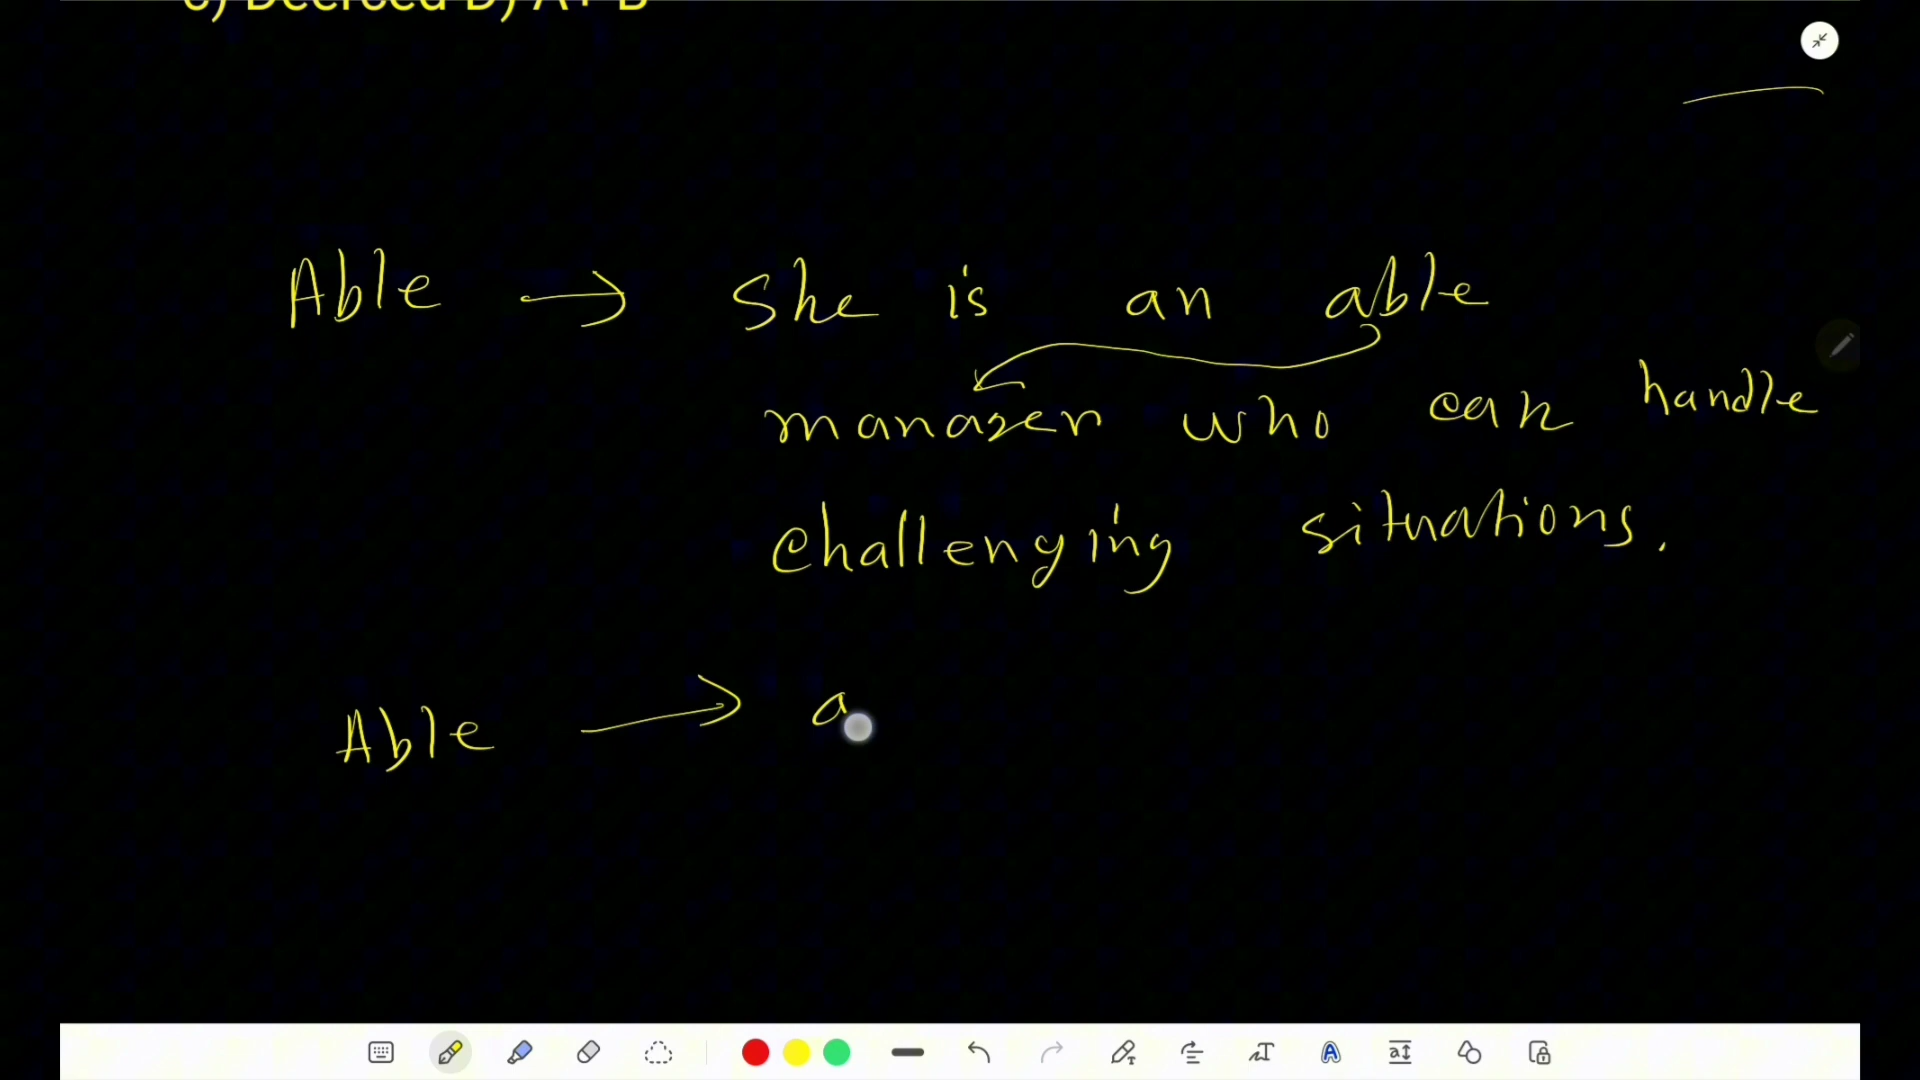 Able → She is an able
manager who can handle
challenging situations.
Able → a